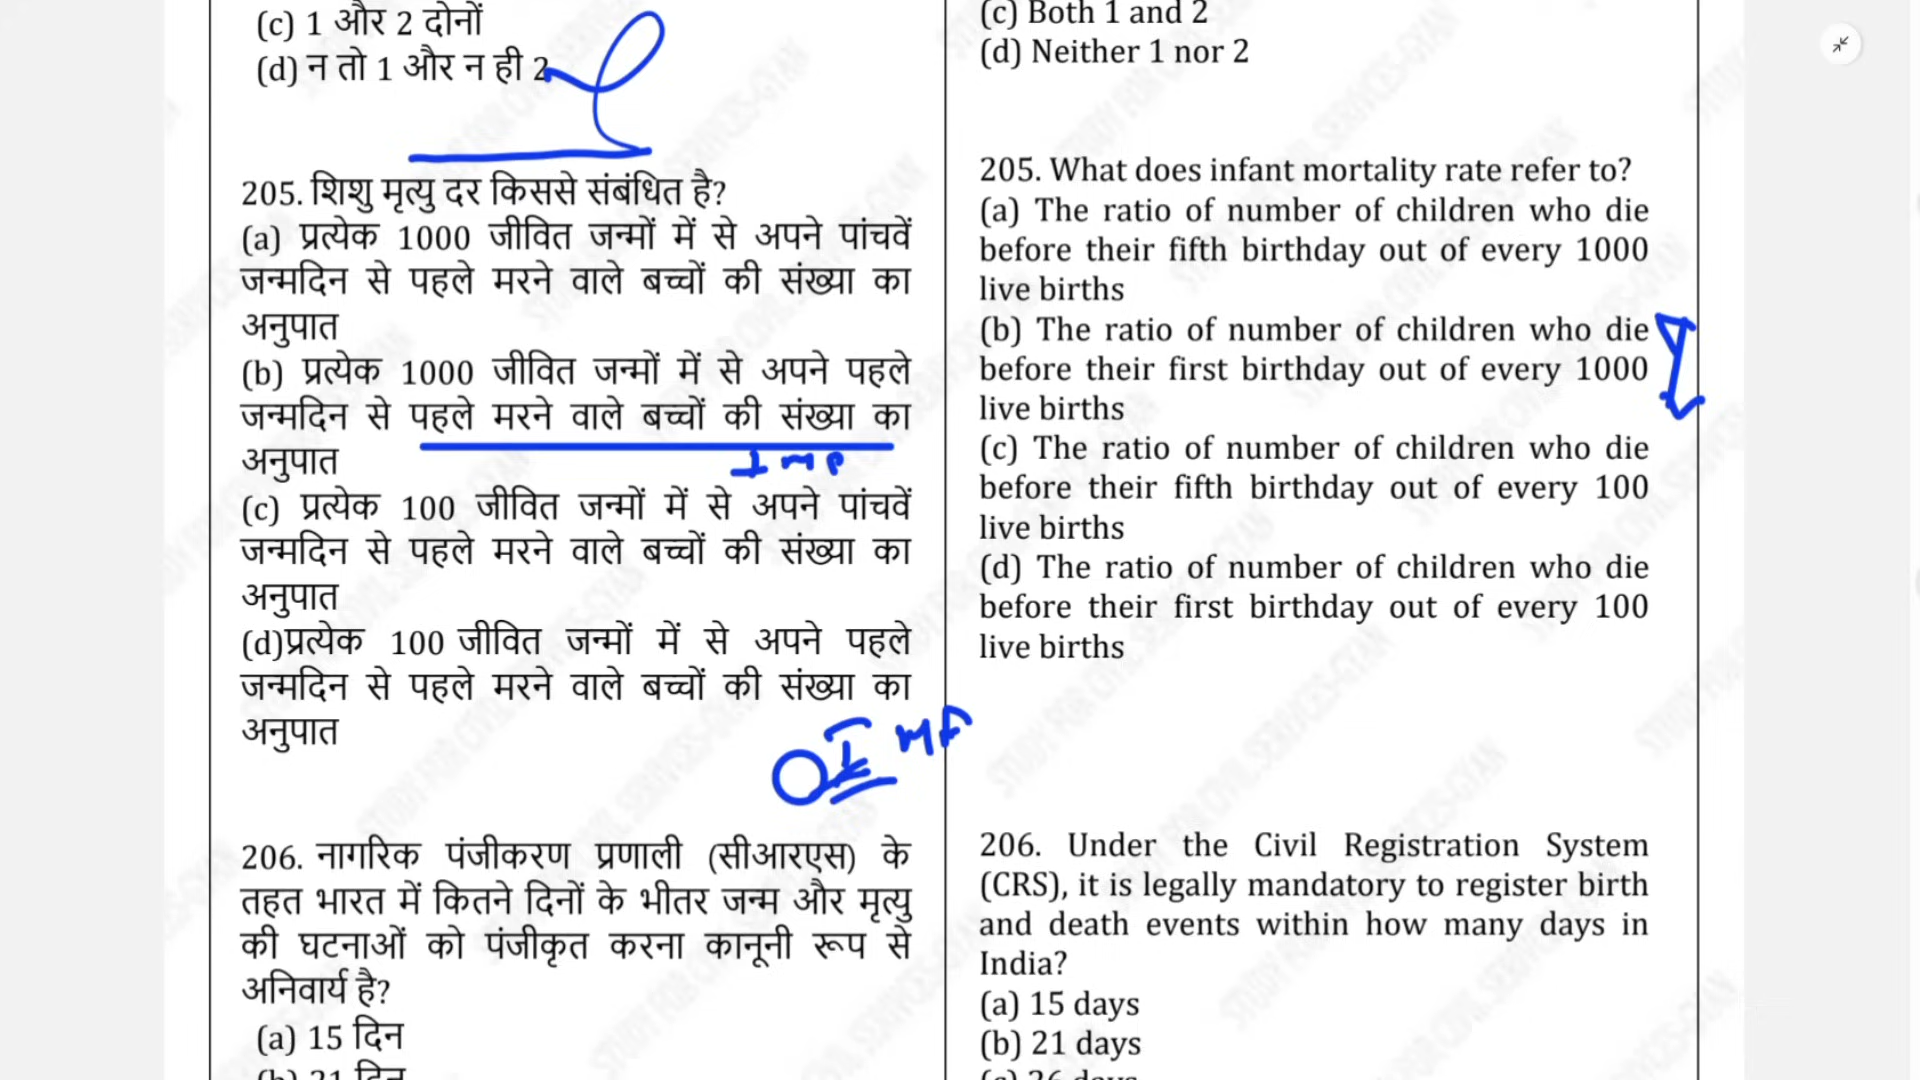 (c) 1 और 2 दोनों
(d) न तो 1 और न ही 2
205. शिशु मृत्यु दर किससे संबंधित है?
(a) प्रत्येक 1000 जीवित जन्मों में से अपने पांचवें
जन्मदिन से पहले मरने वाले बच्चों की संख्या का
अनुपात
(b) प्रत्येक 1000 जीवित जन्मों में से अपने पहले
जन्मदिन से पहले मरने वाले बच्चों की संख्या का
अनुपात
Imp
(c) प्रत्येक 100 जीवित जन्मों में से अपने पांचवें
जन्मदिन से पहले मरने वाले बच्चों की संख्या का
अनुपात
(d)प्रत्येक 100 जीवित जन्मों में से अपने पहले
जन्मदिन से पहले मरने वाले बच्चों की संख्या का
अनुपात
206. नागरिक पंजीकरण प्रणाली (सीआरएस) के
तहत भारत में कितने दिनों के भीतर जन्म और मृत्यु
की घटनाओं को पंजीकृत करना कानूनी रूप से
अनिवार्य है?
(a) 15 दिन
(b) 21 दिन
(c) Both 1 and 2
(d) Neither 1 nor 2
205. What does infant mortality rate refer to?
(a) The ratio of number of children who die
before their fifth birthday out of every 1000
live births
(b) The ratio of number of children who die
before their first birthday out of every 1000
live births
(c) The ratio of number of children who die
before their fifth birthday out of every 100
live births
(d) The ratio of number of children who die
before their first birthday out of every 100
live births
206. Under the Civil Registration System
(CRS), it is legally mandatory to register birth
and death events within how many days in
India?
(a) 15 days
(b) 21 days